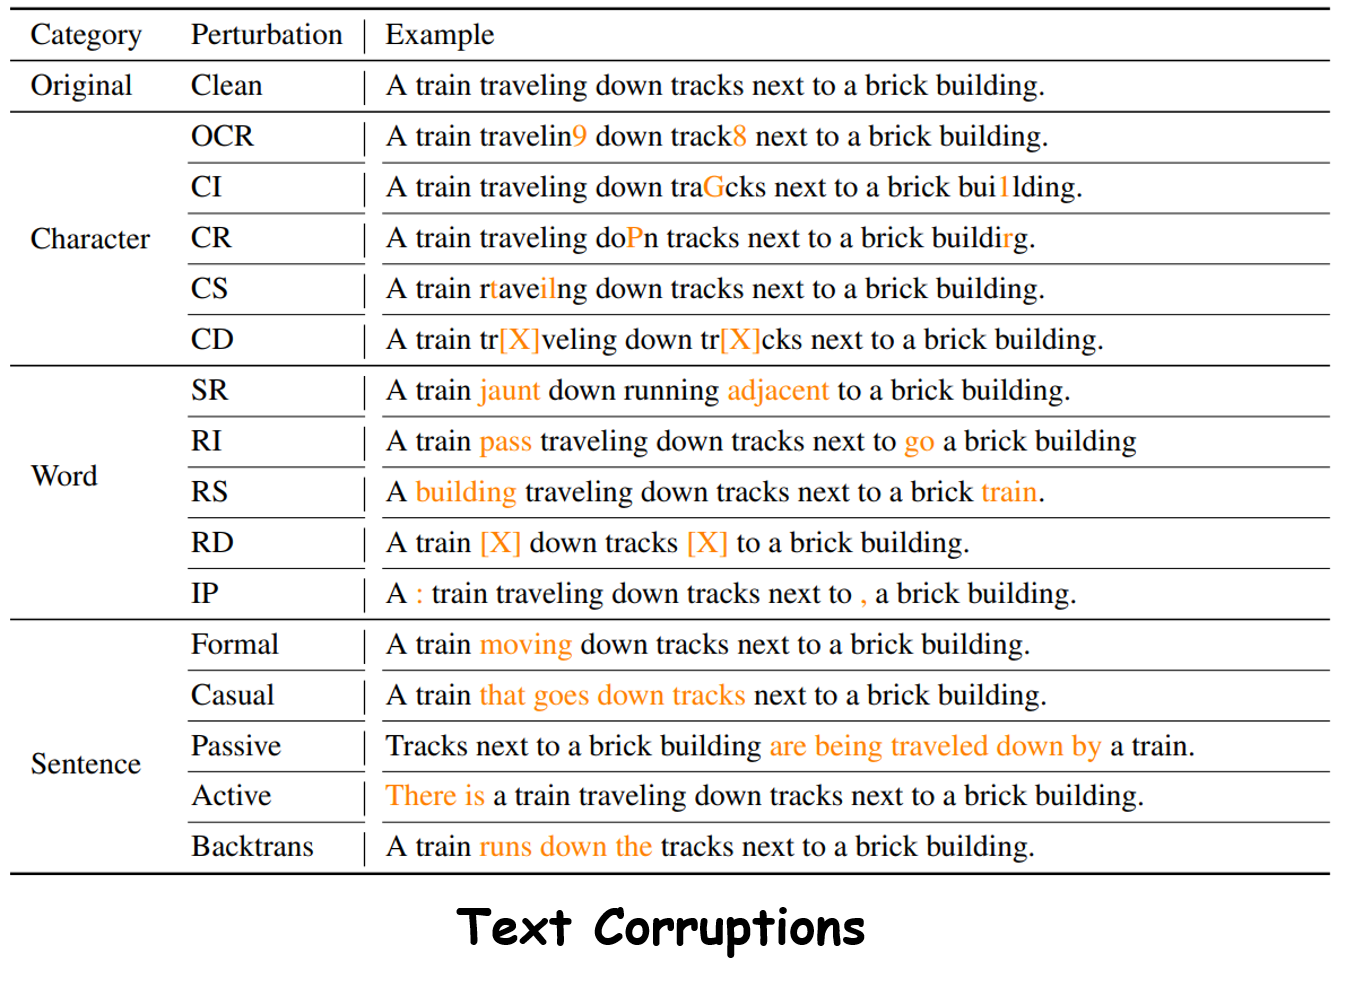 Category Perturbation Example
Original Clean A train traveling down tracks next to a brick building.
Character
OCR A train travelin9 down track8 next to a brick building.
CI A train traveling down traGcks next to a brick bui1lding.
CR A train traveling doPn tracks next to a brick buildirg.
CS A train rtaveilng down tracks next to a brick building.
CD A train tr[X]veling down tr[X]cks next to a brick building.
Word
SR A train jaunt down running adjacent to a brick building.
RI A train pass traveling down tracks next to go a brick building
RS A building traveling down tracks next to a brick train.
RD A train [X] down tracks [X] to a brick building.
IP A : train traveling down tracks next to , a brick building.
Sentence
Formal A train moving down tracks next to a brick building.
Casual A train that goes down tracks next to a brick building.
Passive Tracks next to a brick building are being traveled down by a train.
Active There is a train traveling down tracks next to a brick building.
Backtrans A train runs down the tracks next to a brick building.
Text Corruptions